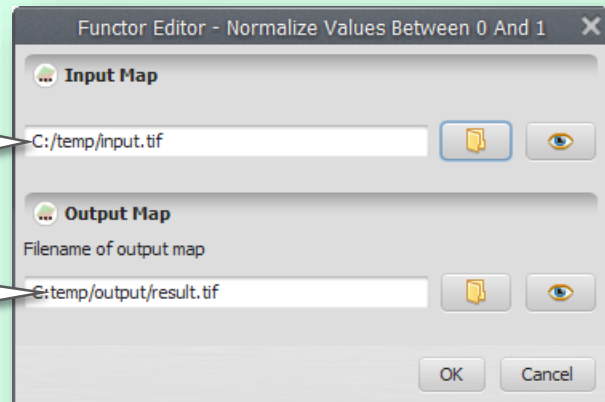 Functor Editor - Normalize Values Between 0 And 1
Input Map
C:/temp/input.tif
Output Map
Filename of output map
C:temp/output/result.tif
OK
Cancel